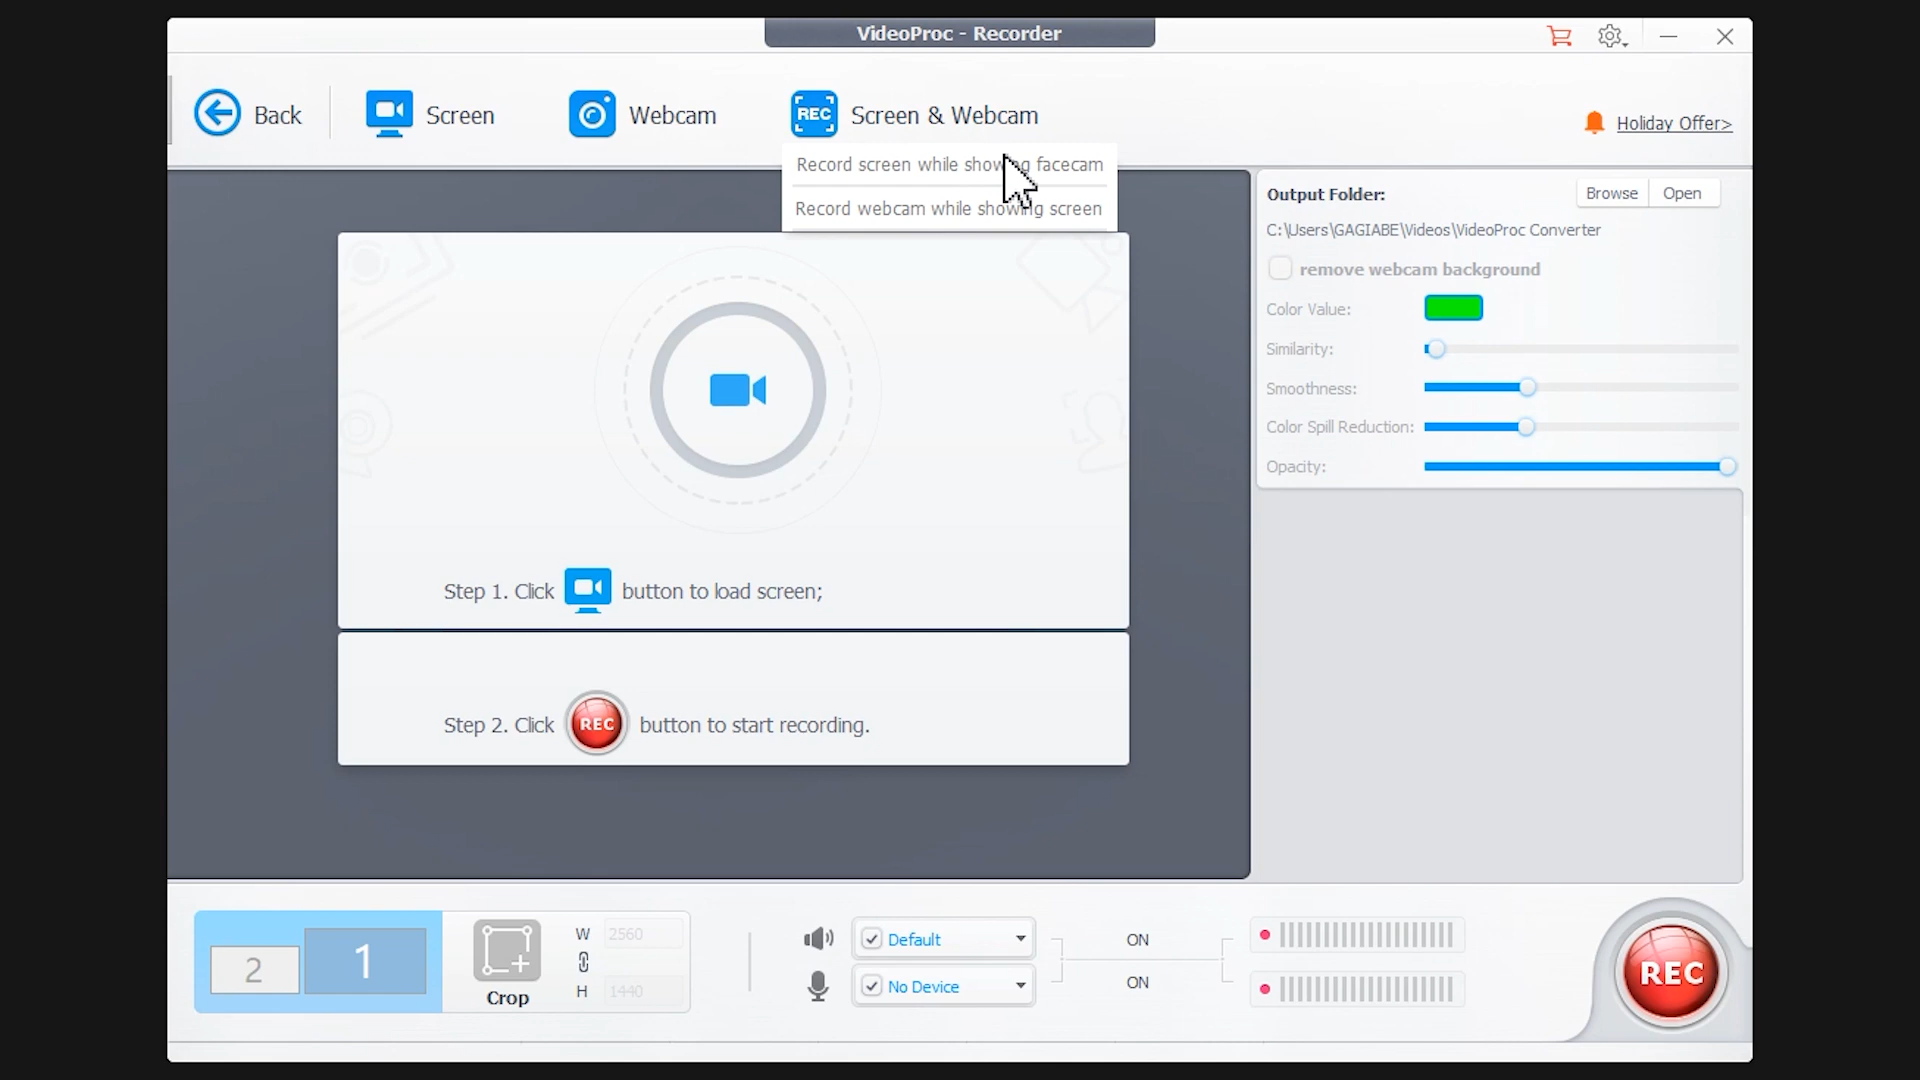 VideoProc - Recorder
Back
Screen
Webcam
REC
Screen & Webcam
Holiday Offer>
Record screen while showing facecam
Record webcam while showing screen
Output Folder:
Browse
Open
C:\Users\GAGIABE\Videos\VideoProc Converter
remove webcam background
Color Value:
Similarity:
Smoothness:
Color Spill Reduction:
Opacity:
Step 1. Click button to load screen;
Step 2. Click REC button to start recording.
2
1
Crop
W 2560
H 1440
Default
No Device
ON
ON
REC